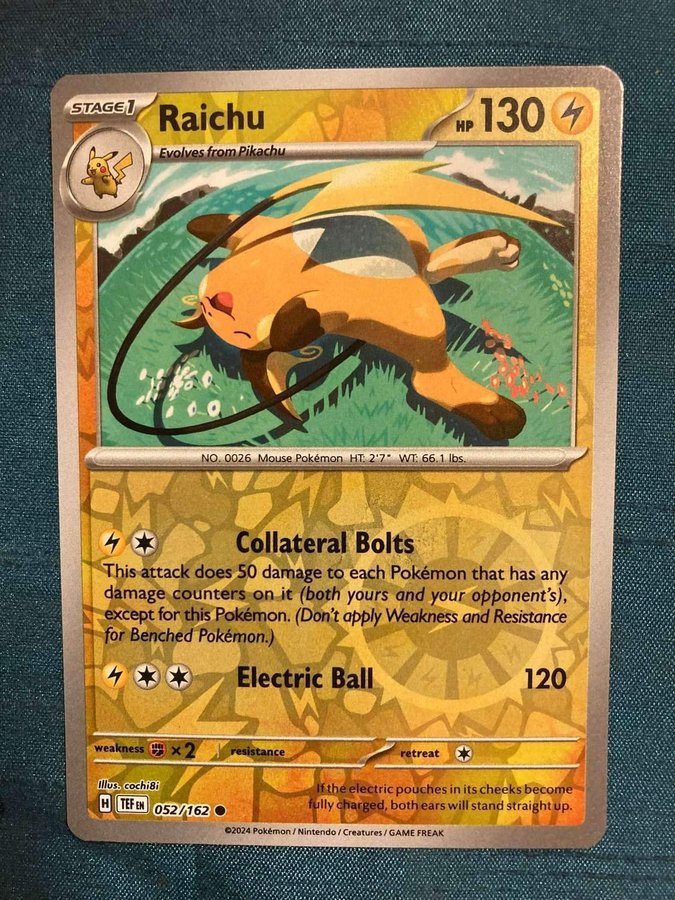 STAGE 1
Raichu
HP 130
Evolves from Pikachu
NO. 0026 Mouse Pokémon HT: 2'7" WT: 66.1 lbs.
Collateral Bolts
This attack does 50 damage to each Pokémon that has any
damage counters on it (both yours and your opponent's),
except for this Pokémon. (Don't apply Weakness and Resistance
for Benched Pokémon.)
Electric Ball 120
weakness ×2 resistance retreat
Illus. cochi8i
If the electric pouches in its cheeks become
fully charged, both ears will stand straight up.
H TEF EN 052/162
©2024 Pokémon / Nintendo / Creatures / GAME FREAK